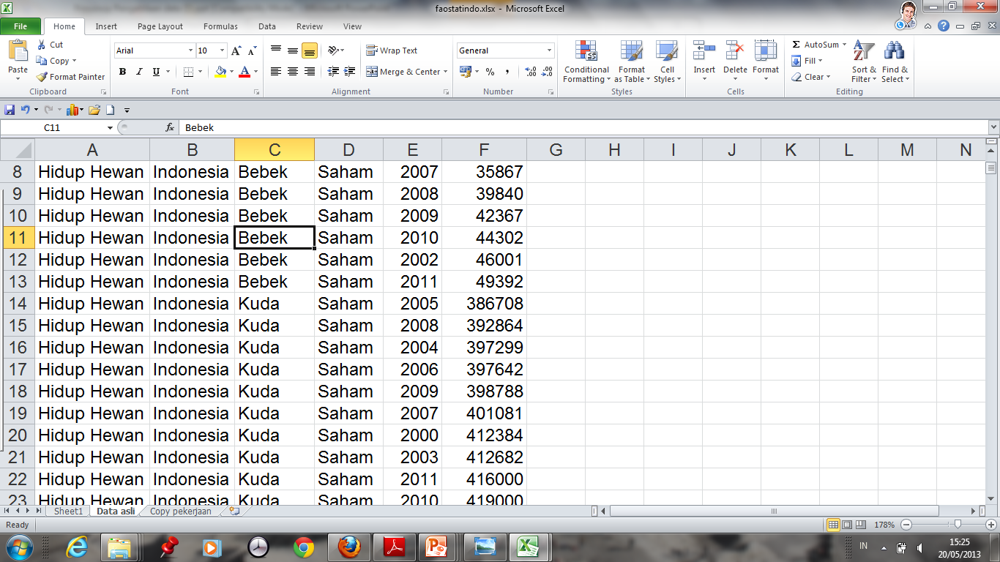 faostatindo.xlsx - Microsoft Excel
File Home Insert Page Layout Formulas Data Review View
Cut
Copy
Format Painter
Paste
Clipboard
Arial 10
B I U
Font
Wrap Text
Merge & Center
Alignment
General
Number
Conditional Formatting
Format as Table
Cell Styles
Styles
Insert Delete Format
Cells
AutoSum
Fill
Clear
Sort & Filter
Find & Select
Editing
C11 fx Bebek
A B C D E F G H I J K L M N
8 Hidup Hewan Indonesia Bebek Saham 2007 35867
9 Hidup Hewan Indonesia Bebek Saham 2008 39840
10 Hidup Hewan Indonesia Bebek Saham 2009 42367
11 Hidup Hewan Indonesia Bebek Saham 2010 44302
12 Hidup Hewan Indonesia Bebek Saham 2002 46001
13 Hidup Hewan Indonesia Bebek Saham 2011 49392
14 Hidup Hewan Indonesia Kuda Saham 2005 386708
15 Hidup Hewan Indonesia Kuda Saham 2008 392864
16 Hidup Hewan Indonesia Kuda Saham 2004 397299
17 Hidup Hewan Indonesia Kuda Saham 2006 397642
18 Hidup Hewan Indonesia Kuda Saham 2009 398788
19 Hidup Hewan Indonesia Kuda Saham 2007 401081
20 Hidup Hewan Indonesia Kuda Saham 2000 412384
21 Hidup Hewan Indonesia Kuda Saham 2003 412682
22 Hidup Hewan Indonesia Kuda Saham 2011 416000
23 Hidup Hewan Indonesia Kuda Saham 2010 419000
Sheet1 Data asli Copy pekerjaan
Ready 178%
IN 15:25
20/05/2013